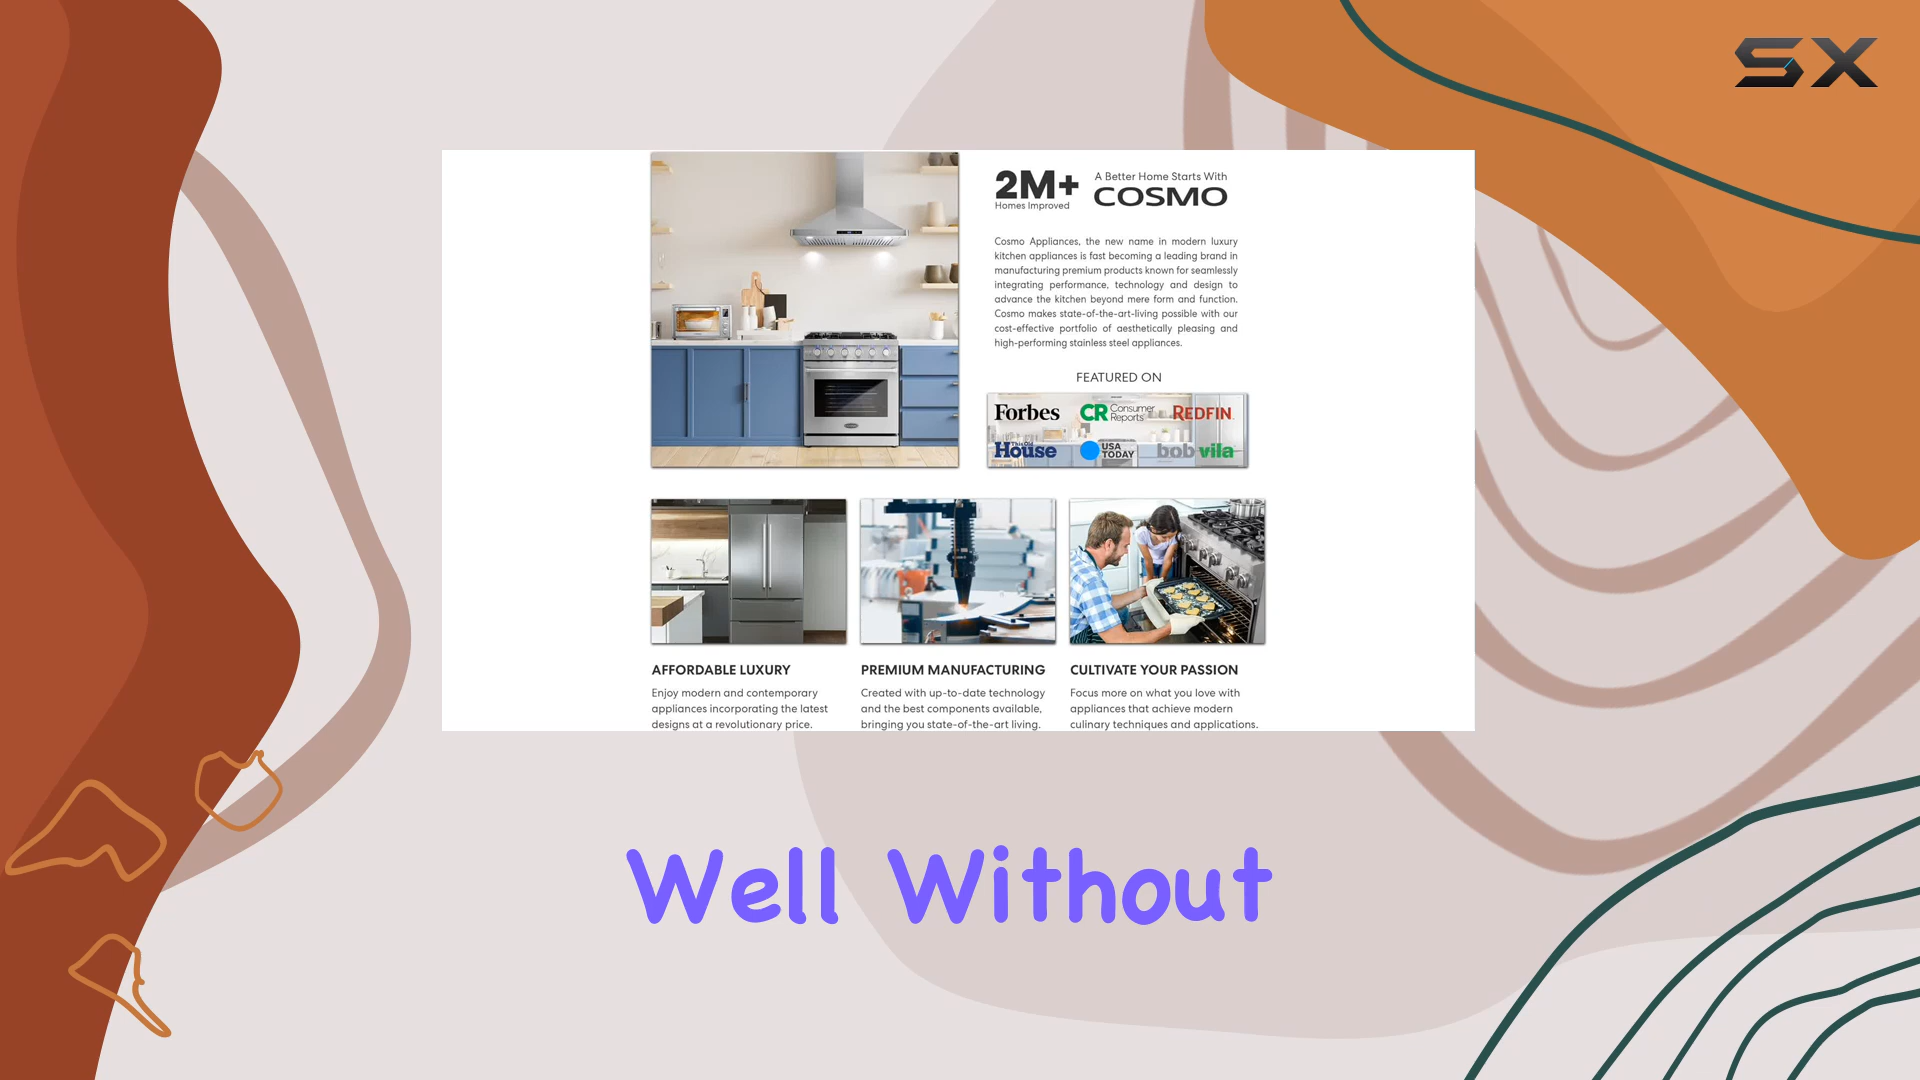 SX
2M+
Homes Improved
A Better Home Starts With
COSMO
Cosmo Appliances, the new name in modern luxury
kitchen appliances is fast becoming a leading brand in
manufacturing premium products known for seamlessly
integrating performance, technology and design to
advance the kitchen beyond mere form and function.
Cosmo makes state-of-the-art-living possible with our
cost-effective portfolio of aesthetically pleasing and
high-performing stainless steel appliances.
FEATURED ON
Forbes
CR Consumer Reports
REDFIN
This Old House
USA TODAY
bob vila
AFFORDABLE LUXURY
Enjoy modern and contemporary
appliances incorporating the latest
designs at a revolutionary price.
PREMIUM MANUFACTURING
Created with up-to-date technology
and the best components available,
bringing you state-of-the-art living.
CULTIVATE YOUR PASSION
Focus more on what you love with
appliances that achieve modern
culinary techniques and applications.
Well Without